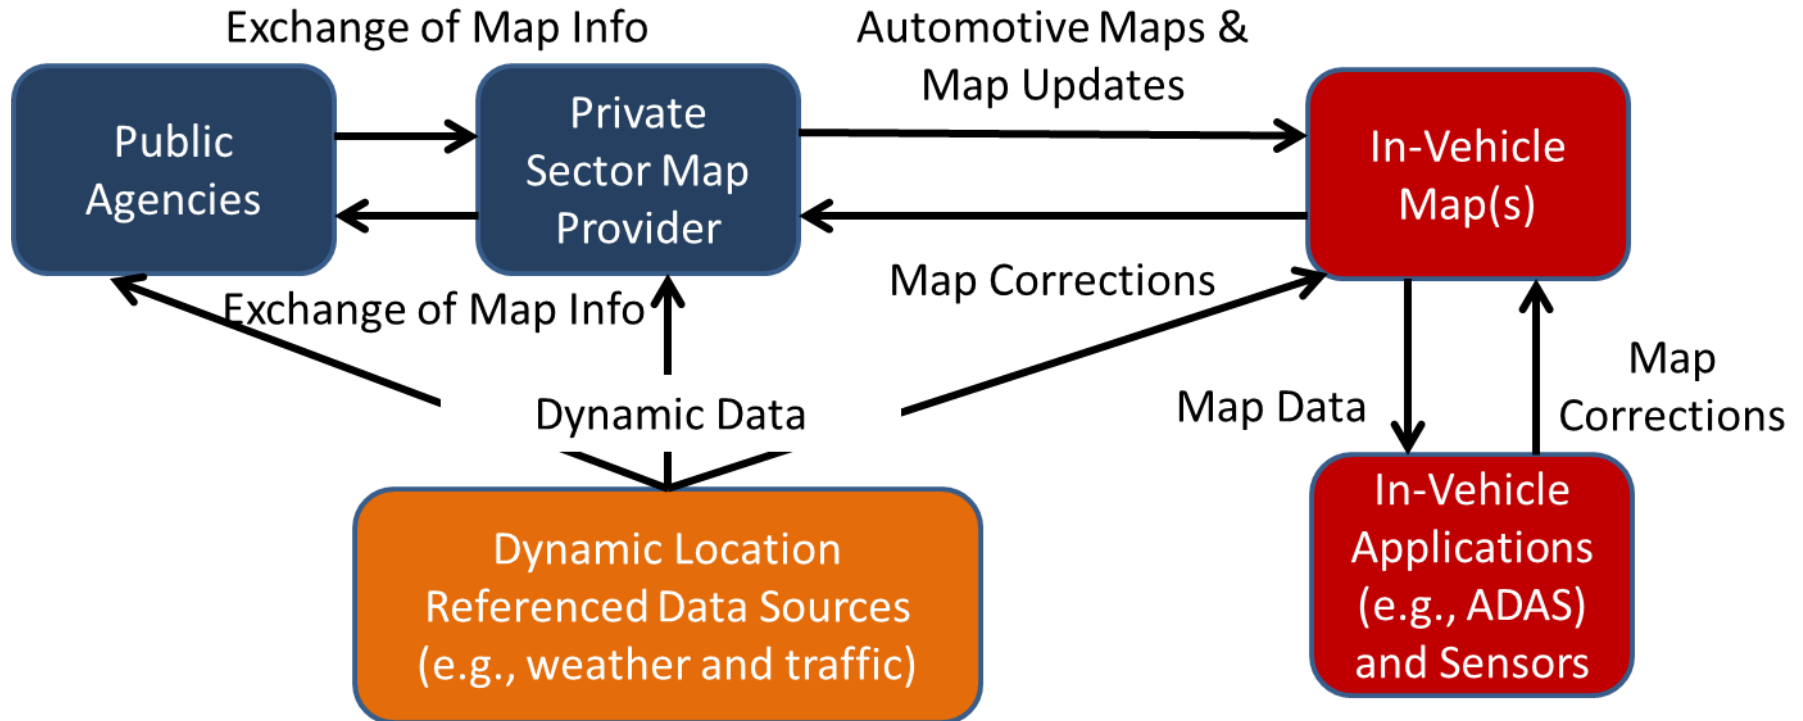 Exchange of Map Info
Automotive Maps &
Map Updates
Public
Agencies
Private
Sector Map
Provider
In-Vehicle
Map(s)
Exchange of Map Info
Map Corrections
Dynamic Data
Map Data
Map
Corrections
Dynamic Location
Referenced Data Sources
(e.g., weather and traffic)
In-Vehicle
Applications
(e.g., ADAS)
and Sensors